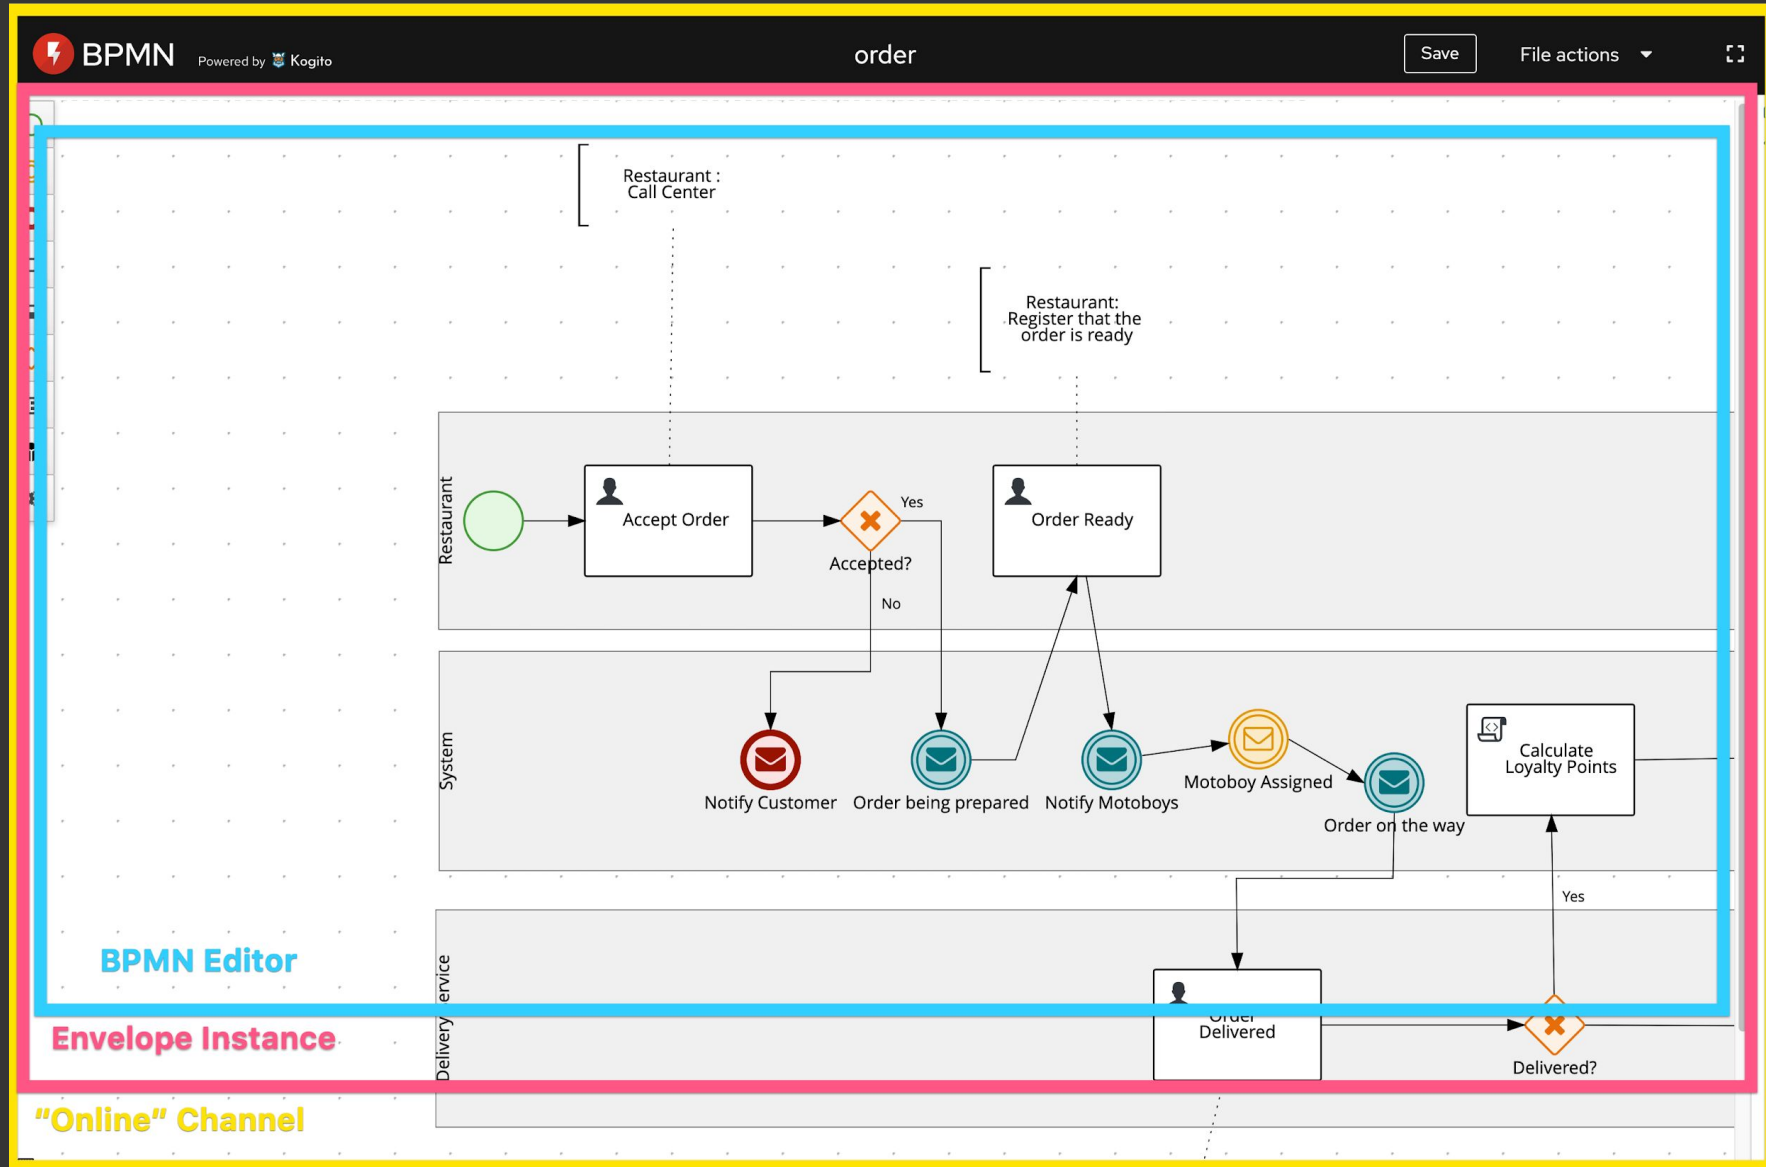 BPMN Powered by Kogito
order
Save
File actions
Restaurant :
Call Center
Restaurant:
Register that the
order is ready
Restaurant
Accept Order
Accepted?
Yes
No
Order Ready
System
Notify Customer
Order being prepared
Notify Motoboys
Motoboy Assigned
Order on the way
Calculate
Loyalty Points
Yes
Delivery
Order
Delivered
Delivered?
BPMN Editor
Envelope Instance
"Online" Channel